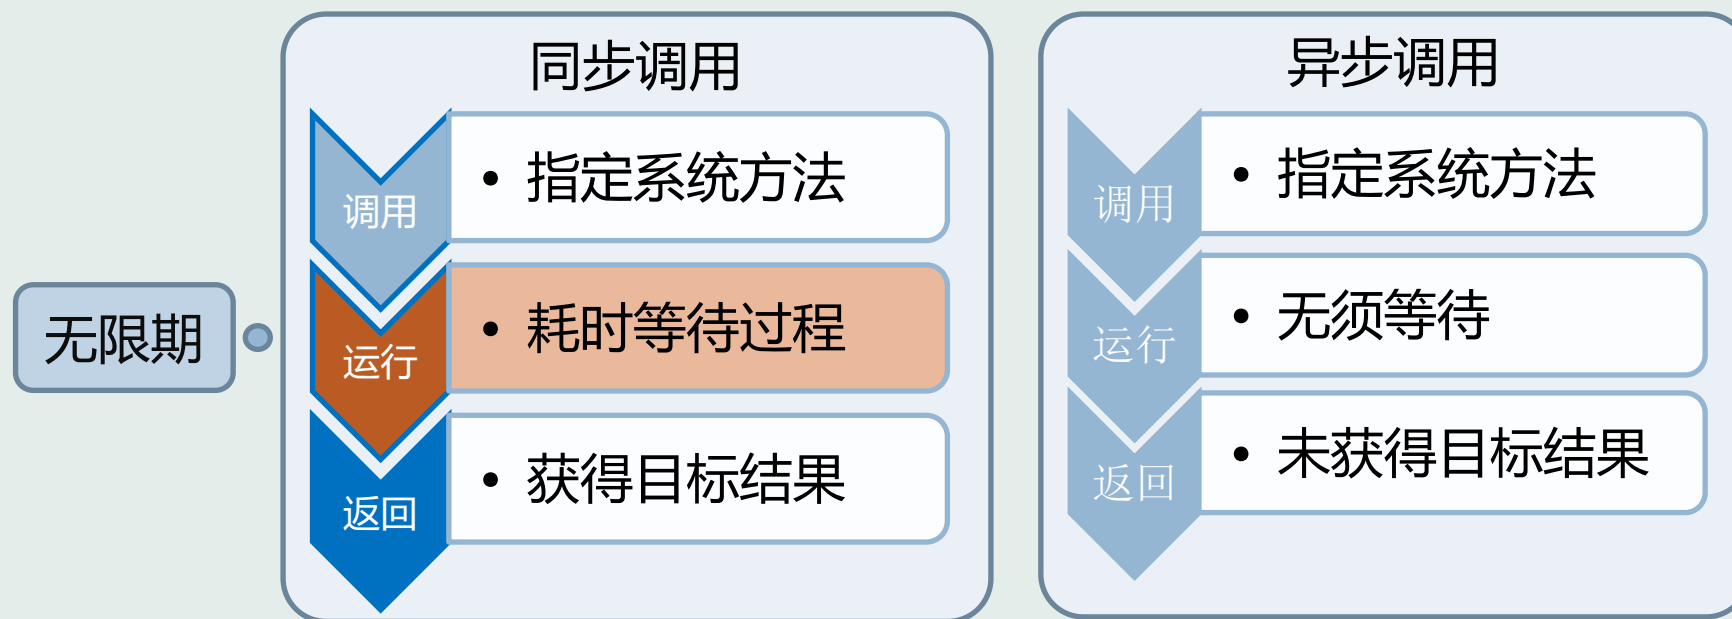 无限期
同步调用
调用
• 指定系统方法
运行
• 耗时等待过程
返回
• 获得目标结果
异步调用
调用
• 指定系统方法
运行
• 无须等待
返回
• 未获得目标结果